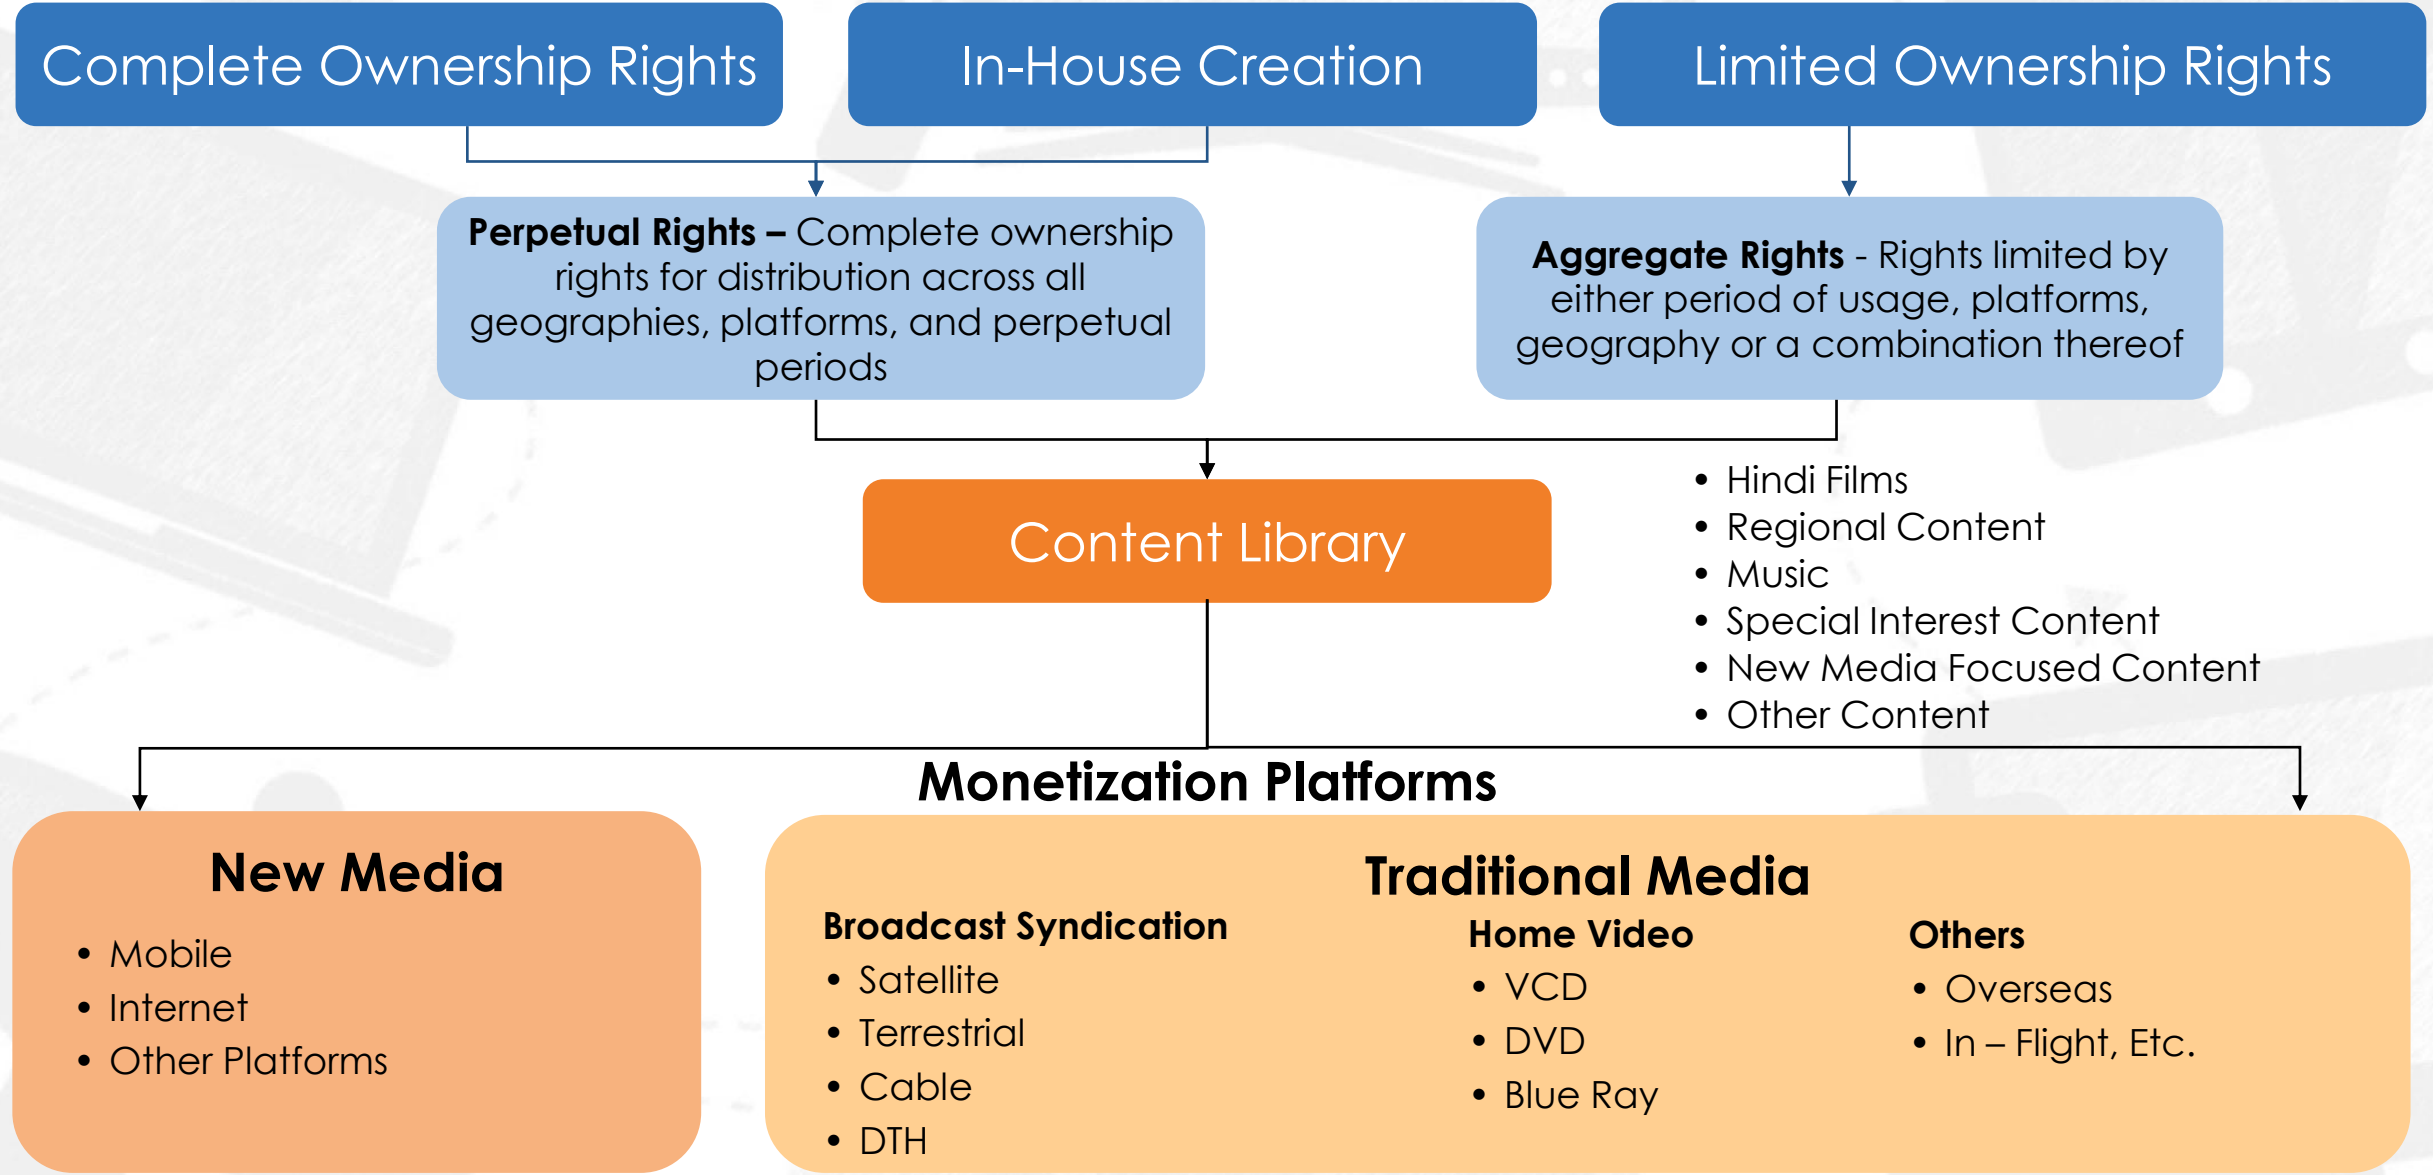 Complete Ownership Rights
In-House Creation
Limited Ownership Rights
Perpetual Rights – Complete ownership
rights for distribution across all
geographies, platforms, and perpetual
periods
Aggregate Rights - Rights limited by
either period of usage, platforms,
geography or a combination thereof
Content Library
• Hindi Films
• Regional Content
• Music
• Special Interest Content
• New Media Focused Content
• Other Content
Monetization Platforms
New Media
• Mobile
• Internet
• Other Platforms
Traditional Media
Broadcast Syndication
• Satellite
• Terrestrial
• Cable
• DTH
Home Video
• VCD
• DVD
• Blue Ray
Others
• Overseas
• In – Flight, Etc.